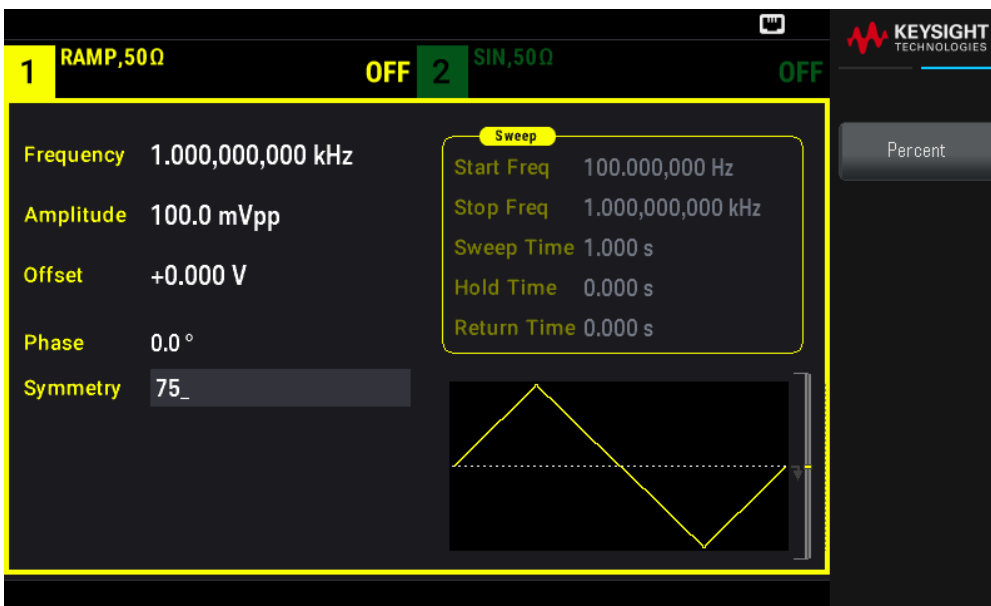 KEYSIGHT
TECHNOLOGIES
1 RAMP,50Ω OFF
2 SIN,50Ω OFF
Frequency 1.000,000,000 kHz
Amplitude 100.0 mVpp
Offset +0.000 V
Phase 0.0 °
Symmetry 75_
Sweep
Start Freq 100.000,000 Hz
Stop Freq 1.000,000,000 kHz
Sweep Time 1.000 s
Hold Time 0.000 s
Return Time 0.000 s
Percent